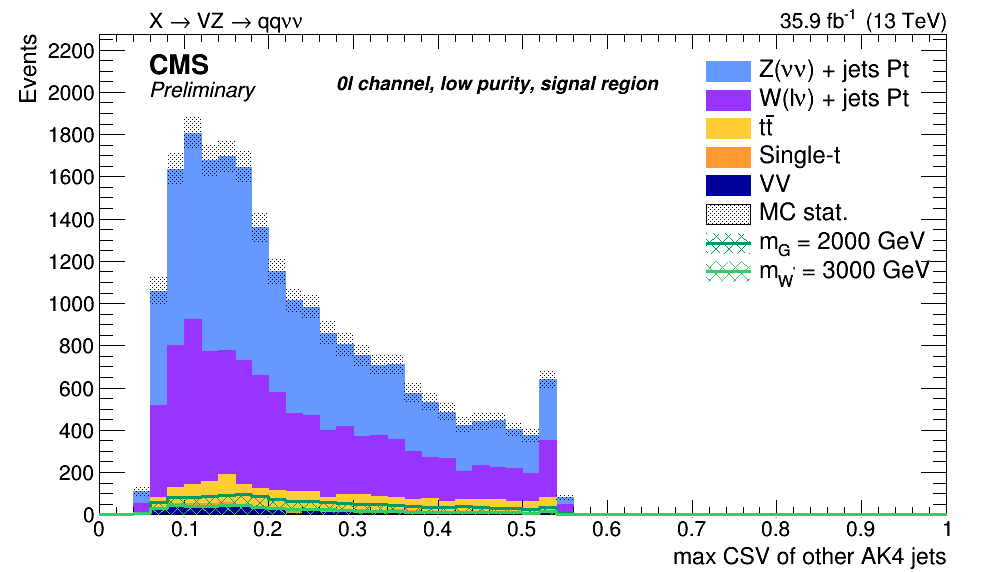 X → VZ → qqνν
35.9 fb⁻¹ (13 TeV)
Events
CMS
Preliminary
0l channel, low purity, signal region
Z(νν) + jets Pt
W(lν) + jets Pt
tt̄
Single-t
VV
MC stat.
m_G = 2000 GeV
m_W' = 3000 GeV
2200
2000
1800
1600
1400
1200
1000
800
600
400
200
0
0 0.1 0.2 0.3 0.4 0.5 0.6 0.7 0.8 0.9 1
max CSV of other AK4 jets